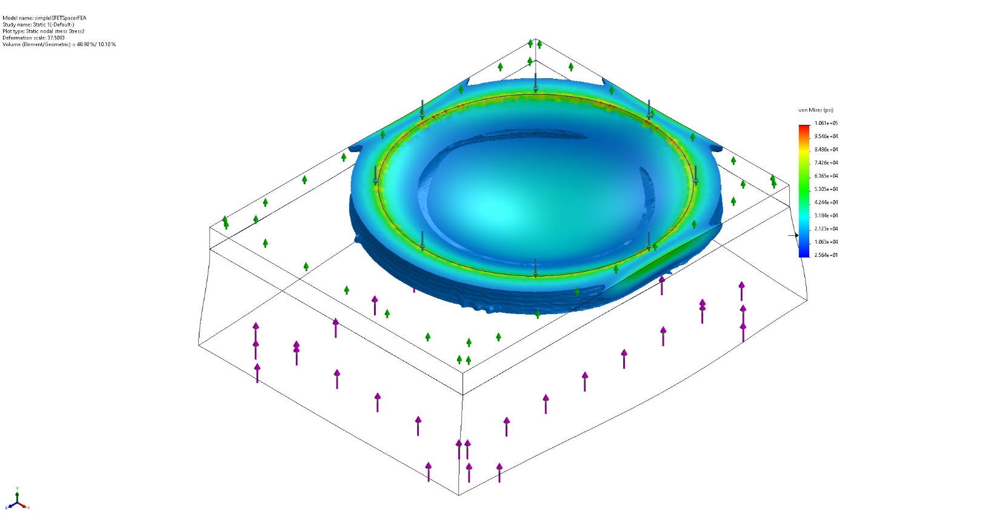 Model name: simpleISFETSpacerFEA
Study name: Static 1(-Default-)
Plot type: Static nodal stress Stress2
Deformation scale: 37.5083
Volume (Element/Geometric) = 48.90 %/ 10.10 %
von Mises (psi)
1.061e+05
9.546e+04
8.486e+04
7.426e+04
6.365e+04
5.305e+04
4.244e+04
3.184e+04
2.123e+04
1.063e+04
2.564e+01
Y
Z
X